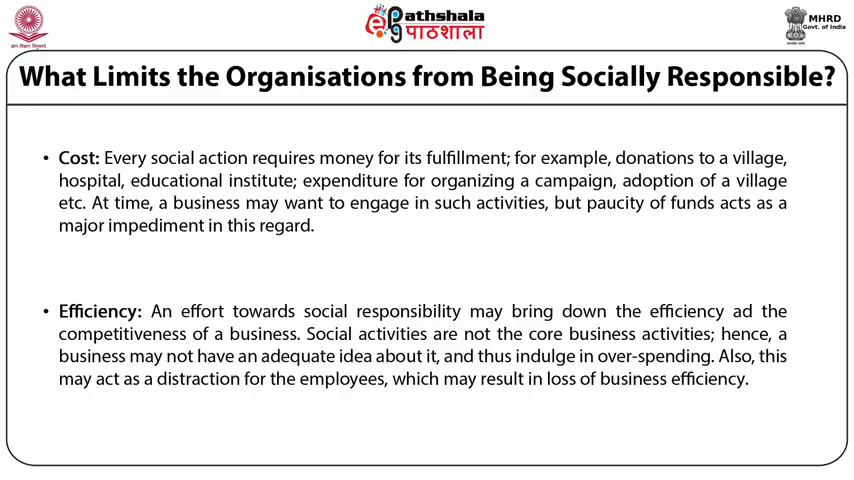 ePathshala
पाठशाला
MHRD
Govt. of India
What Limits the Organisations from Being Socially Responsible?
• Cost: Every social action requires money for its fulfillment; for example, donations to a village,
hospital, educational institute; expenditure for organizing a campaign, adoption of a village
etc. At time, a business may want to engage in such activities, but paucity of funds acts as a
major impediment in this regard.
• Efficiency: An effort towards social responsibility may bring down the efficiency ad the
competitiveness of a business. Social activities are not the core business activities; hence, a
business may not have an adequate idea about it, and thus indulge in over-spending. Also, this
may act as a distraction for the employees, which may result in loss of business efficiency.